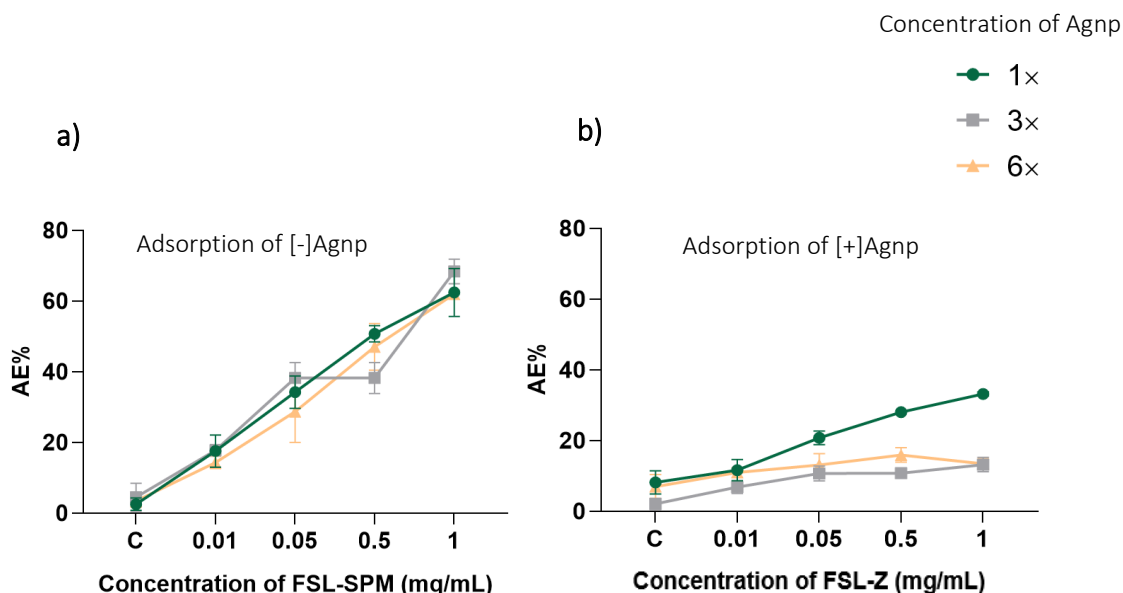 Concentration of Agnp
1×
3×
6×
a)
Adsorption of [-]Agnp
AE%
80
60
40
20
0
C 0.01 0.05 0.5 1
Concentration of FSL-SPM (mg/mL)
b)
Adsorption of [+]Agnp
AE%
80
60
40
20
0
C 0.01 0.05 0.5 1
Concentration of FSL-Z (mg/mL)